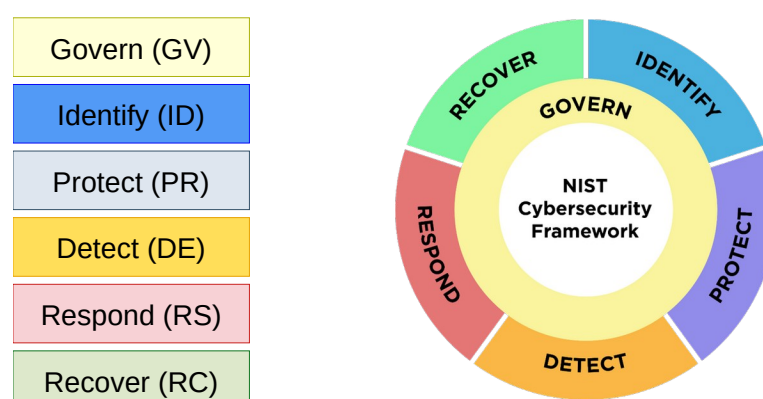 Govern (GV)
Identify (ID)
Protect (PR)
Detect (DE)
Respond (RS)
Recover (RC)
RECOVER
IDENTIFY
GOVERN
NIST
Cybersecurity
Framework
RESPOND
PROTECT
DETECT